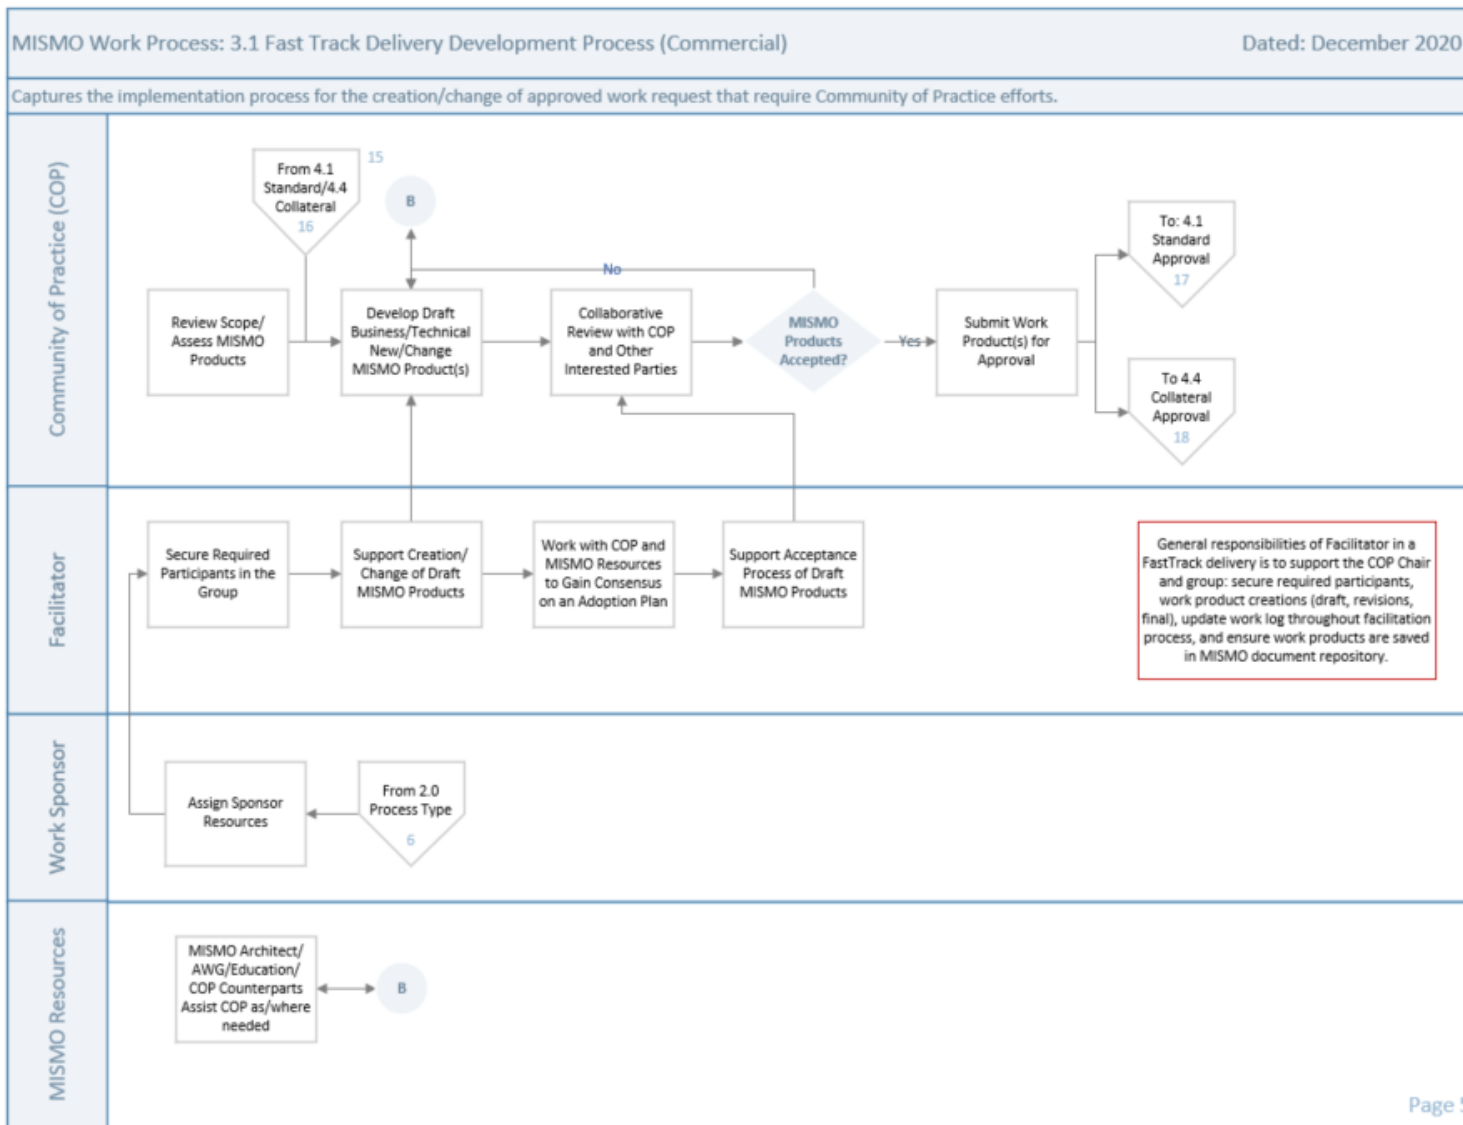 MISMO Work Process: 3.1 Fast Track Delivery Development Process (Commercial)
Dated: December 2020
Captures the implementation process for the creation/change of approved work request that require Community of Practice efforts.
Community of Practice (COP)
From 4.1
Standard/4.4
Collateral
16
15
B
No
Review Scope/
Assess MISMO
Products
Develop Draft
Business/Technical
New/Change
MISMO Product(s)
Collaborative
Review with COP
and Other
Interested Parties
MISMO
Products
Accepted?
Yes
Submit Work
Product(s) for
Approval
To: 4.1
Standard
Approval
17
To 4.4
Collateral
Approval
18
Facilitator
Secure Required
Participants in the
Group
Support Creation/
Change of Draft
MISMO Products
Work with COP and
MISMO Resources
to Gain Consensus
on an Adoption Plan
Support Acceptance
Process of Draft
MISMO Products
General responsibilities of Facilitator in a
FastTrack delivery is to support the COP Chair
and group: secure required participants,
work product creations (draft, revisions,
final), update work log throughout facilitation
process, and ensure work products are saved
in MISMO document repository.
Work Sponsor
Assign Sponsor
Resources
From 2.0
Process Type
6
MISMO Resources
MISMO Architect/
AWG/Education/
COP Counterparts
Assist COP as/where
needed
B
Page 5